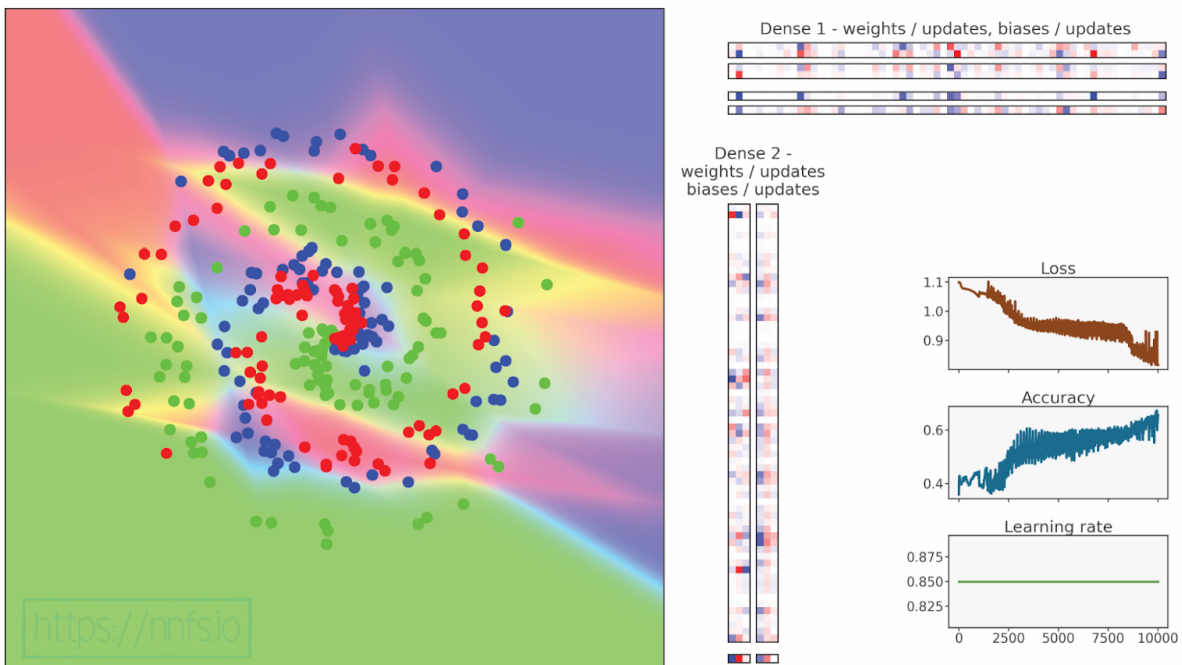 Dense 1 - weights / updates, biases / updates
Dense 2 -
weights / updates
biases / updates
Loss
1.1
1.0
0.9
Accuracy
0.6
0.4
Learning rate
0.875
0.850
0.825
0 2500 5000 7500 10000
https://nnfs.io